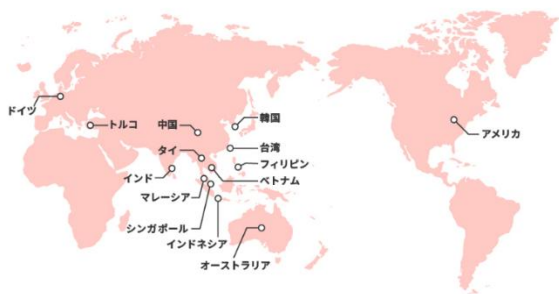 ドイツ
トルコ
中国
韓国
アメリカ
タイ
台湾
フィリピン
インド
ベトナム
マレーシア
シンガポール
インドネシア
オーストラリア